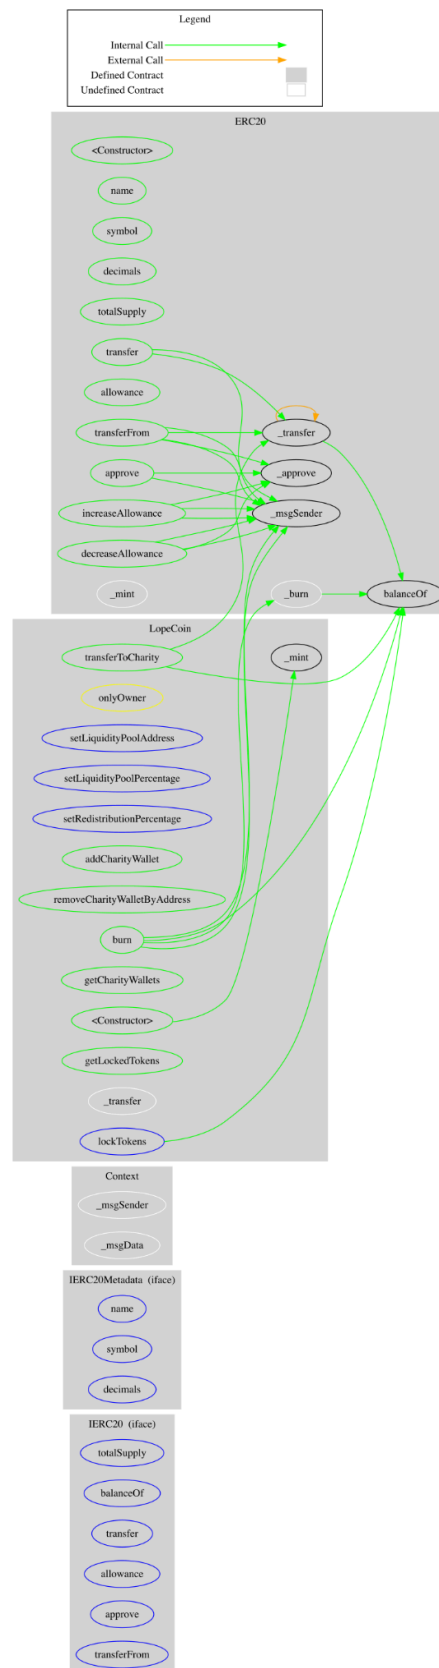 Legend
Internal Call
External Call
Defined Contract
Undefined Contract
ERC20
<Constructor>
name
symbol
decimals
totalSupply
transfer
allowance
transferFrom
_transfer
approve
_approve
increaseAllowance
_msgSender
decreaseAllowance
_mint
_burn
balanceOf
LopeCoin
transferToCharity
_mint
onlyOwner
setLiquidityPoolAddress
setLiquidityPoolPercentage
setRedistributionPercentage
addCharityWallet
removeCharityWalletByAddress
burn
getCharityWallets
<Constructor>
getLockedTokens
_transfer
lockTokens
Context
_msgSender
_msgData
IERC20Metadata (iface)
name
symbol
decimals
IERC20 (iface)
totalSupply
balanceOf
transfer
allowance
approve
transferFrom